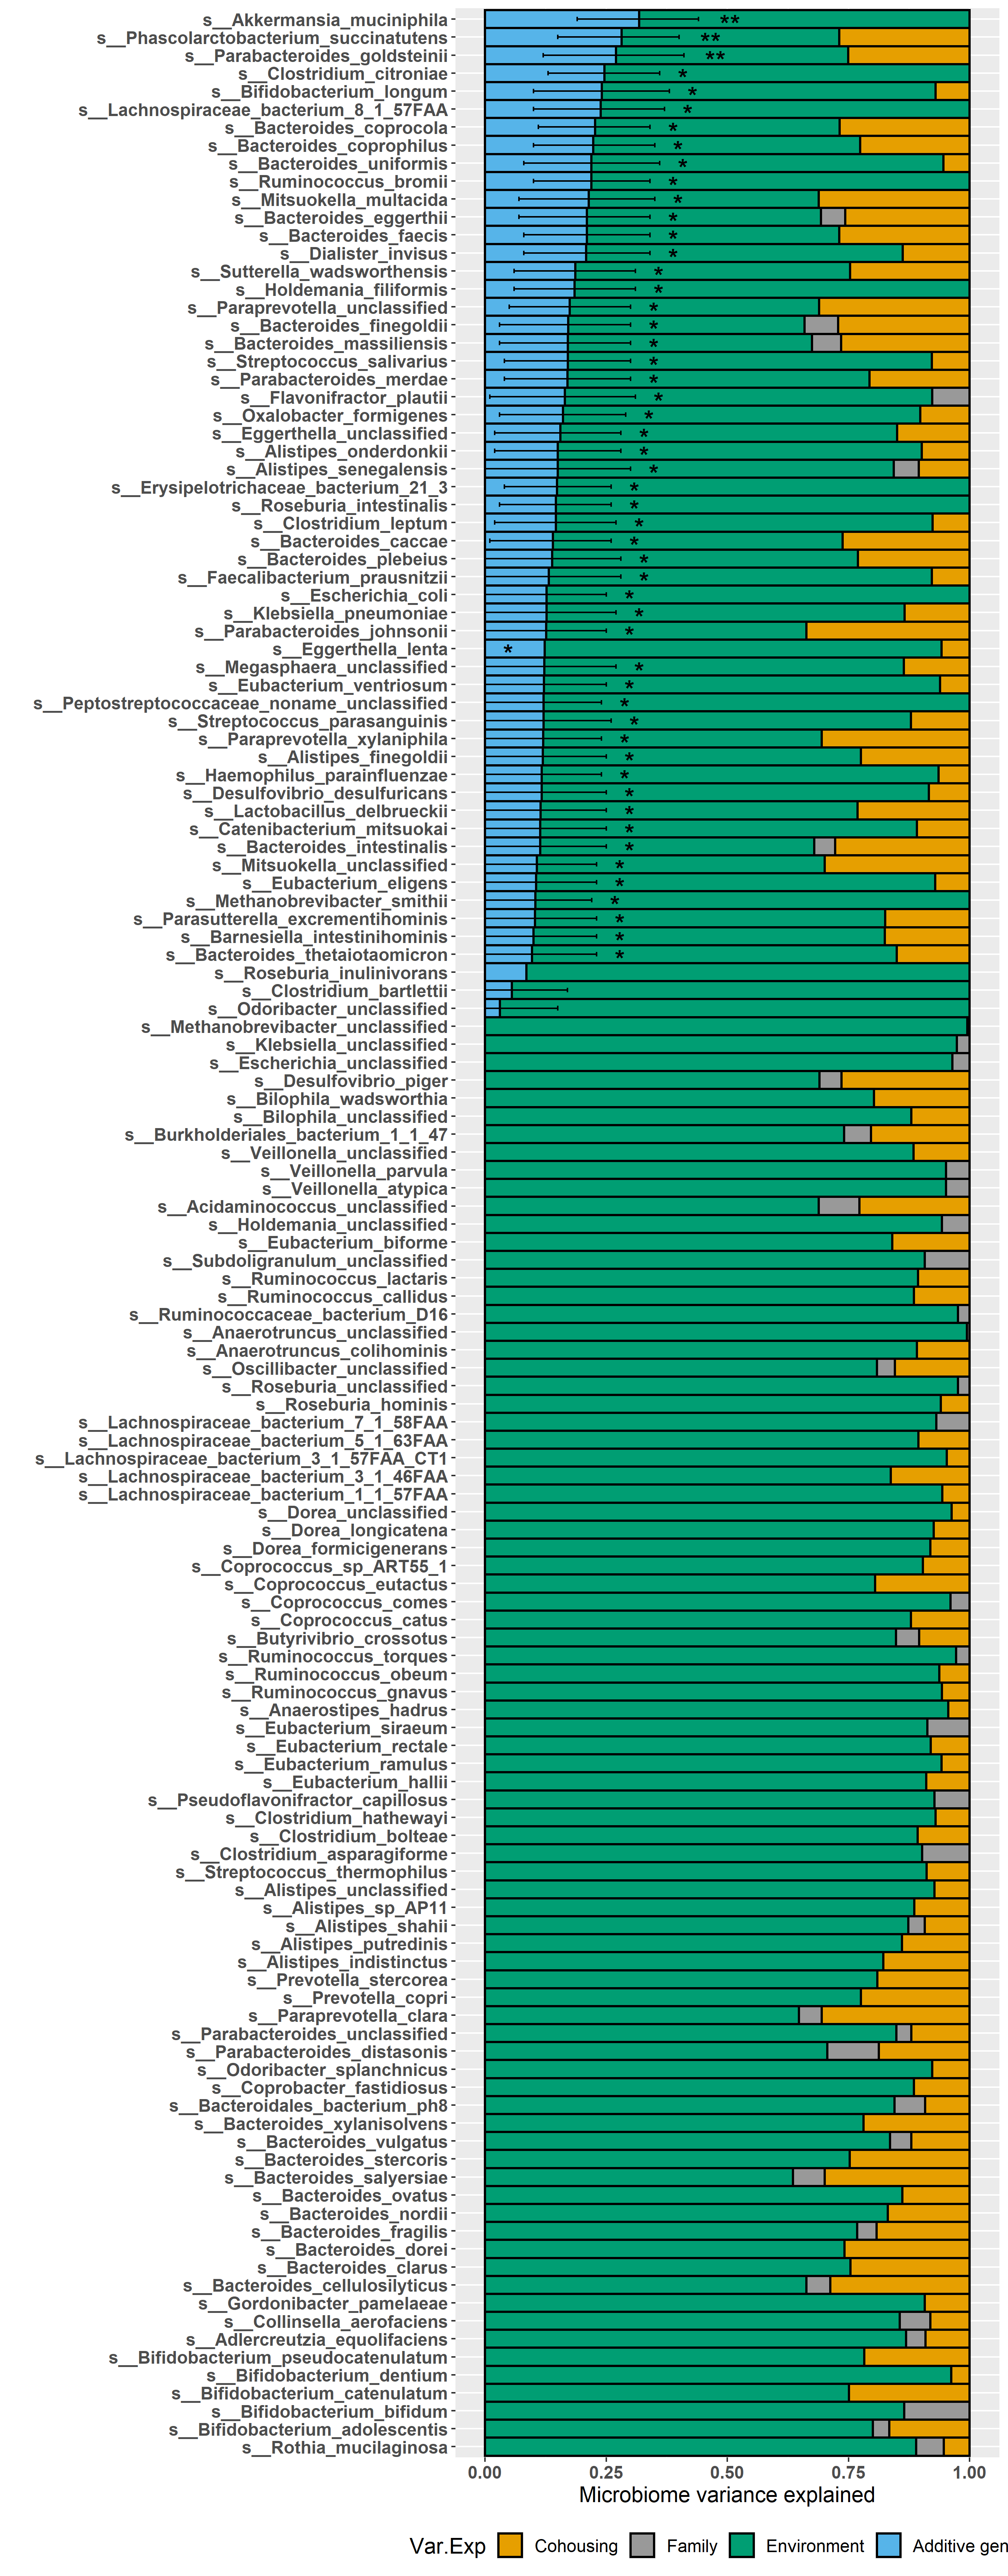 s__Akkermansia_muciniphila **
s__Phascolarctobacterium_succinatutens **
s__Parabacteroides_goldsteinii **
s__Clostridium_citroniae *
s__Bifidobacterium_longum *
s__Lachnospiraceae_bacterium_8_1_57FAA *
s__Bacteroides_coprocola *
s__Bacteroides_coprophilus *
s__Bacteroides_uniformis *
s__Ruminococcus_bromii *
s__Mitsuokella_multacida *
s__Bacteroides_eggerthii *
s__Bacteroides_faecis *
s__Dialister_invisus *
s__Sutterella_wadsworthensis *
s__Holdemania_filiformis *
s__Paraprevotella_unclassified *
s__Bacteroides_finegoldii *
s__Bacteroides_massiliensis *
s__Streptococcus_salivarius *
s__Parabacteroides_merdae *
s__Flavonifractor_plautii *
s__Oxalobacter_formigenes *
s__Eggerthella_unclassified *
s__Alistipes_onderdonkii *
s__Alistipes_senegalensis *
s__Erysipelotrichaceae_bacterium_21_3 *
s__Roseburia_intestinalis *
s__Clostridium_leptum *
s__Bacteroides_caccae *
s__Bacteroides_plebeius *
s__Faecalibacterium_prausnitzii *
s__Escherichia_coli *
s__Klebsiella_pneumoniae *
s__Parabacteroides_johnsonii *
s__Eggerthella_lenta *
s__Megasphaera_unclassified *
s__Eubacterium_ventriosum *
s__Peptostreptococcaceae_noname_unclassified *
s__Streptococcus_parasanguinis *
s__Paraprevotella_xylaniphila *
s__Alistipes_finegoldii *
s__Haemophilus_parainfluenzae *
s__Desulfovibrio_desulfuricans *
s__Lactobacillus_delbrueckii *
s__Catenibacterium_mitsuokai *
s__Bacteroides_intestinalis *
s__Mitsuokella_unclassified *
s__Eubacterium_eligens *
s__Methanobrevibacter_smithii *
s__Parasutterella_excrementihominis *
s__Barnesiella_intestinihominis *
s__Bacteroides_thetaiotaomicron *
s__Roseburia_inulinivorans
s__Clostridium_bartlettii
s__Odoribacter_unclassified
s__Methanobrevibacter_unclassified
s__Klebsiella_unclassified
s__Escherichia_unclassified
s__Desulfovibrio_piger
s__Bilophila_wadsworthia
s__Bilophila_unclassified
s__Burkholderiales_bacterium_1_1_47
s__Veillonella_unclassified
s__Veillonella_parvula
s__Veillonella_atypica
s__Acidaminococcus_unclassified
s__Holdemania_unclassified
s__Eubacterium_biforme
s__Subdoligranulum_unclassified
s__Ruminococcus_lactaris
s__Ruminococcus_callidus
s__Ruminococcaceae_bacterium_D16
s__Anaerotruncus_unclassified
s__Anaerotruncus_colihominis
s__Oscillibacter_unclassified
s__Roseburia_unclassified
s__Roseburia_hominis
s__Lachnospiraceae_bacterium_7_1_58FAA
s__Lachnospiraceae_bacterium_5_1_63FAA
s__Lachnospiraceae_bacterium_3_1_57FAA_CT1
s__Lachnospiraceae_bacterium_3_1_46FAA
s__Lachnospiraceae_bacterium_1_1_57FAA
s__Dorea_unclassified
s__Dorea_longicatena
s__Dorea_formicigenerans
s__Coprococcus_sp_ART55_1
s__Coprococcus_eutactus
s__Coprococcus_comes
s__Coprococcus_catus
s__Butyrivibrio_crossotus
s__Ruminococcus_torques
s__Ruminococcus_obeum
s__Ruminococcus_gnavus
s__Anaerostipes_hadrus
s__Eubacterium_siraeum
s__Eubacterium_rectale
s__Eubacterium_ramulus
s__Eubacterium_hallii
s__Pseudoflavonifractor_capillosus
s__Clostridium_hathewayi
s__Clostridium_bolteae
s__Clostridium_asparagiforme
s__Streptococcus_thermophilus
s__Alistipes_unclassified
s__Alistipes_sp_AP11
s__Alistipes_shahii
s__Alistipes_putredinis
s__Alistipes_indistinctus
s__Prevotella_stercorea
s__Prevotella_copri
s__Paraprevotella_clara
s__Parabacteroides_unclassified
s__Parabacteroides_distasonis
s__Odoribacter_splanchnicus
s__Coprobacter_fastidiosus
s__Bacteroidales_bacterium_ph8
s__Bacteroides_xylanisolvens
s__Bacteroides_vulgatus
s__Bacteroides_stercoris
s__Bacteroides_salyersiae
s__Bacteroides_ovatus
s__Bacteroides_nordii
s__Bacteroides_fragilis
s__Bacteroides_dorei
s__Bacteroides_clarus
s__Bacteroides_cellulosilyticus
s__Gordonibacter_pamelaeae
s__Collinsella_aerofaciens
s__Adlercreutzia_equolifaciens
s__Bifidobacterium_pseudocatenulatum
s__Bifidobacterium_dentium
s__Bifidobacterium_catenulatum
s__Bifidobacterium_bifidum
s__Bifidobacterium_adolescentis
s__Rothia_mucilaginosa
0.00 0.25 0.50 0.75 1.00
Microbiome variance explained
Var.Exp Cohousing Family Environment Additive gen